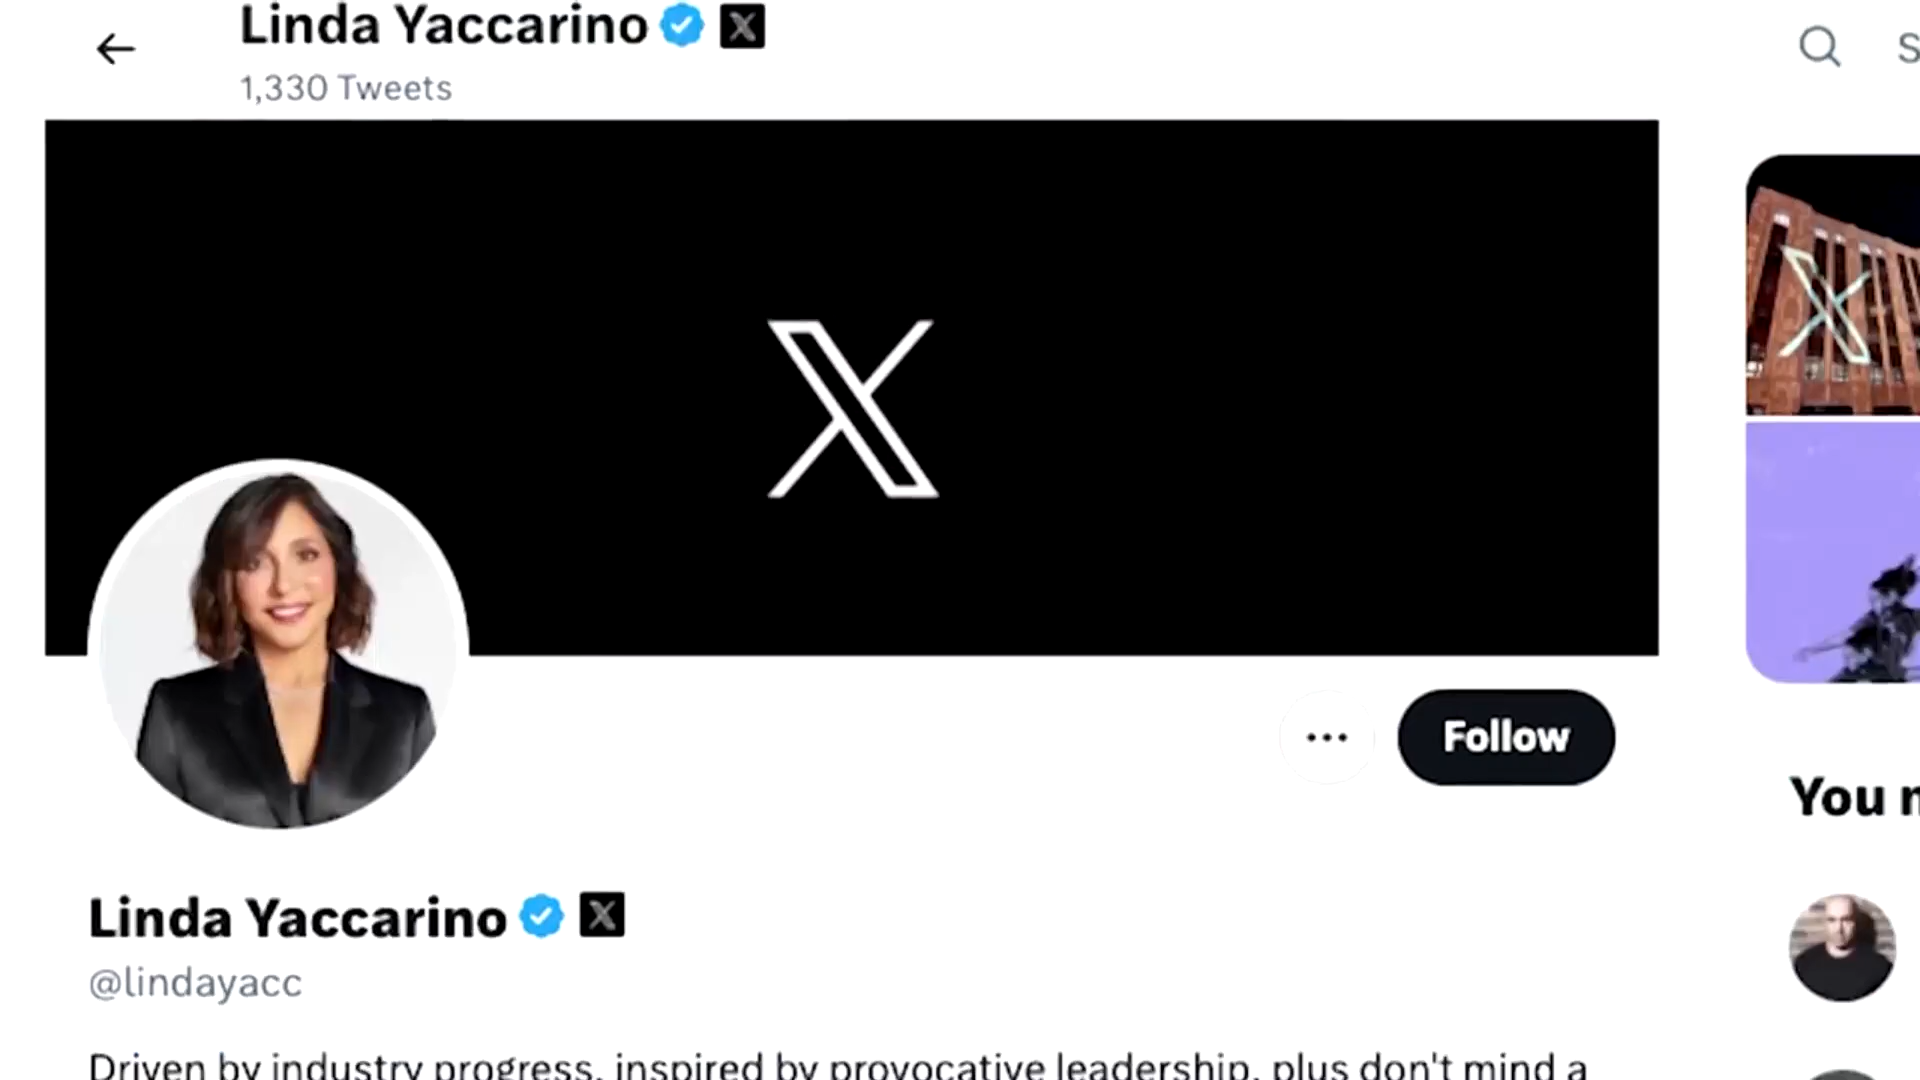 Linda Yaccarino
1,330 Tweets
S
X
Follow
You
Linda Yaccarino
@lindayacc
Driven by industry progress, inspired by provocative leadership, plus don't mind a